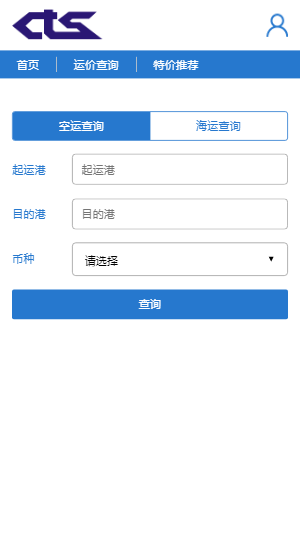 cts
首页 运价查询 特价推荐
空运查询 海运查询
起运港 起运港
目的港 目的港
币种 请选择
查询